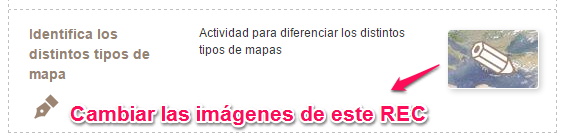 Identifica los
distintos tipos de
mapa
Actividad para diferenciar los distintos
tipos de mapas
Cambiar las imágenes de este REC